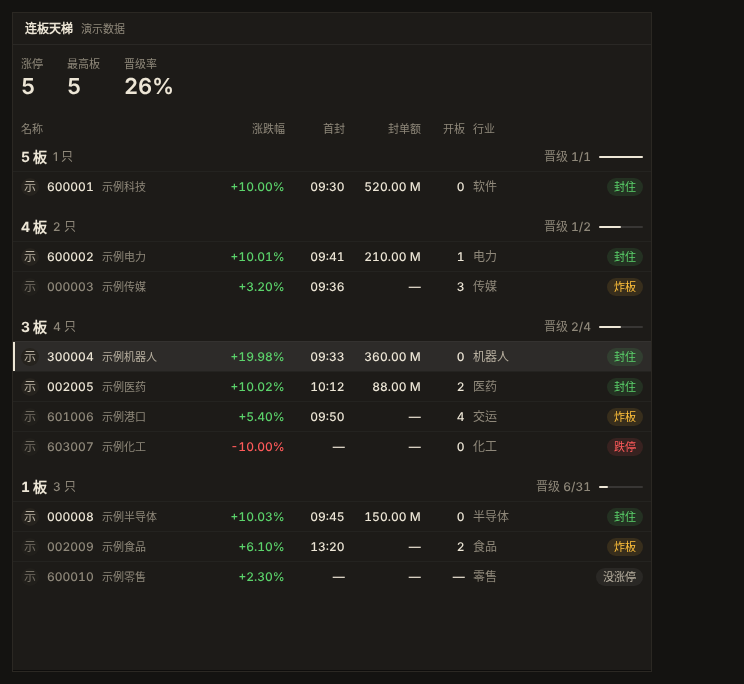 连板天梯 演示数据
涨停 最高板 晋级率
5 5 26%
名称 涨跌幅 首封 封单额 开板 行业
5 板 1 只 晋级 1/1
示 600001 示例科技 +10.00% 09:30 520.00 M 0 软件 封住
4 板 2 只 晋级 1/2
示 600002 示例电力 +10.01% 09:41 210.00 M 1 电力 封住
示 000003 示例传媒 +3.20% 09:36 — 3 传媒 炸板
3 板 4 只 晋级 2/4
示 300004 示例机器人 +19.98% 09:33 360.00 M 0 机器人 封住
示 002005 示例医药 +10.02% 10:12 88.00 M 2 医药 封住
示 601006 示例港口 +5.40% 09:50 — 4 交运 炸板
示 603007 示例化工 -10.00% — — 0 化工 跌停
1 板 3 只 晋级 6/31
示 000008 示例半导体 +10.03% 09:45 150.00 M 0 半导体 封住
示 002009 示例食品 +6.10% 13:20 — 2 食品 炸板
示 600010 示例零售 +2.30% — — — 零售 没涨停